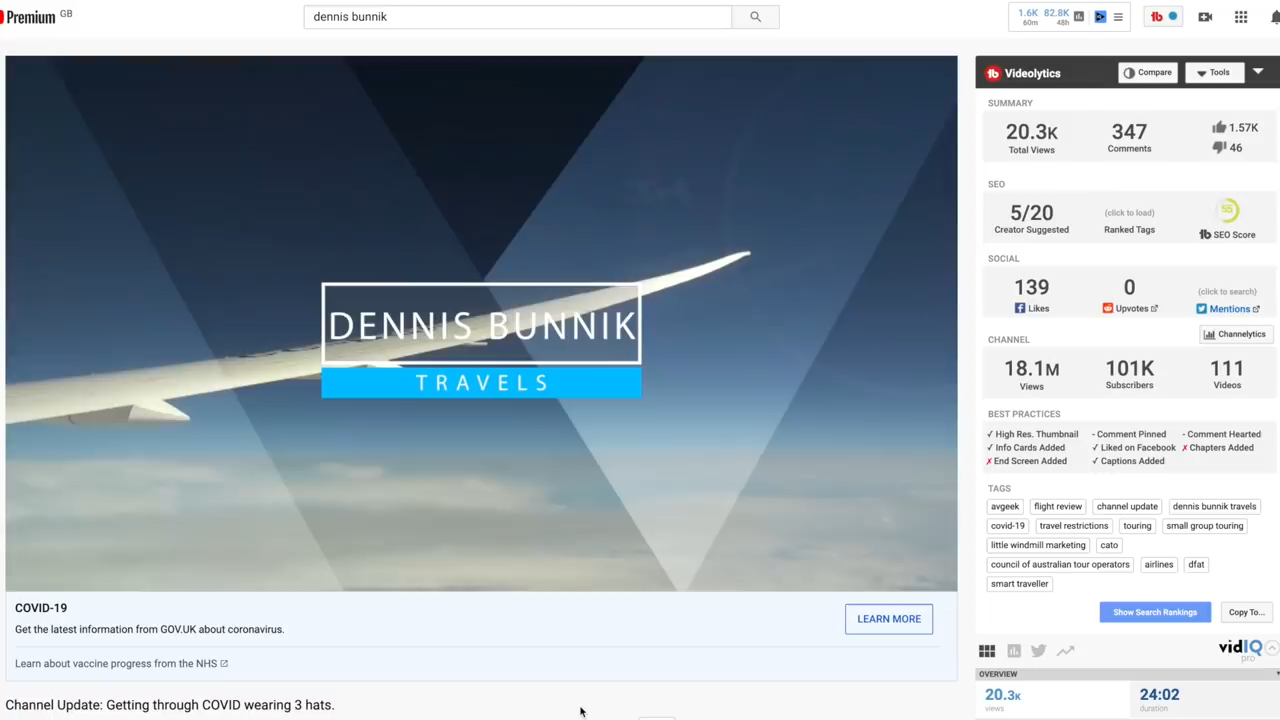 Premium GB
dennis bunnik
1.6K 82.8K
60m 48h
tb
DENNIS BUNNIK
TRAVELS
COVID-19
Get the latest information from GOV.UK about coronavirus.
LEARN MORE
Learn about vaccine progress from the NHS
Channel Update: Getting through COVID wearing 3 hats.
tb Videolytics Compare Tools
SUMMARY
20.3K 347 1.57K
Total Views Comments 46
SEO
5/20 (click to load) 55
Creator Suggested Ranked Tags tb SEO Score
SOCIAL
139 0 (click to search)
Likes Upvotes Mentions
CHANNEL Channelytics
18.1M 101K 111
Views Subscribers Videos
BEST PRACTICES
✓ High Res. Thumbnail - Comment Pinned - Comment Hearted
✓ Info Cards Added ✓ Liked on Facebook ✗ Chapters Added
✗ End Screen Added ✓ Captions Added
TAGS
avgeek flight review channel update dennis bunnik travels
covid-19 travel restrictions touring small group touring
little windmill marketing cato
council of australian tour operators airlines dfat
smart traveller
Show Search Rankings Copy To...
vidIQ
pro
OVERVIEW
20.3K 24:02
views duration